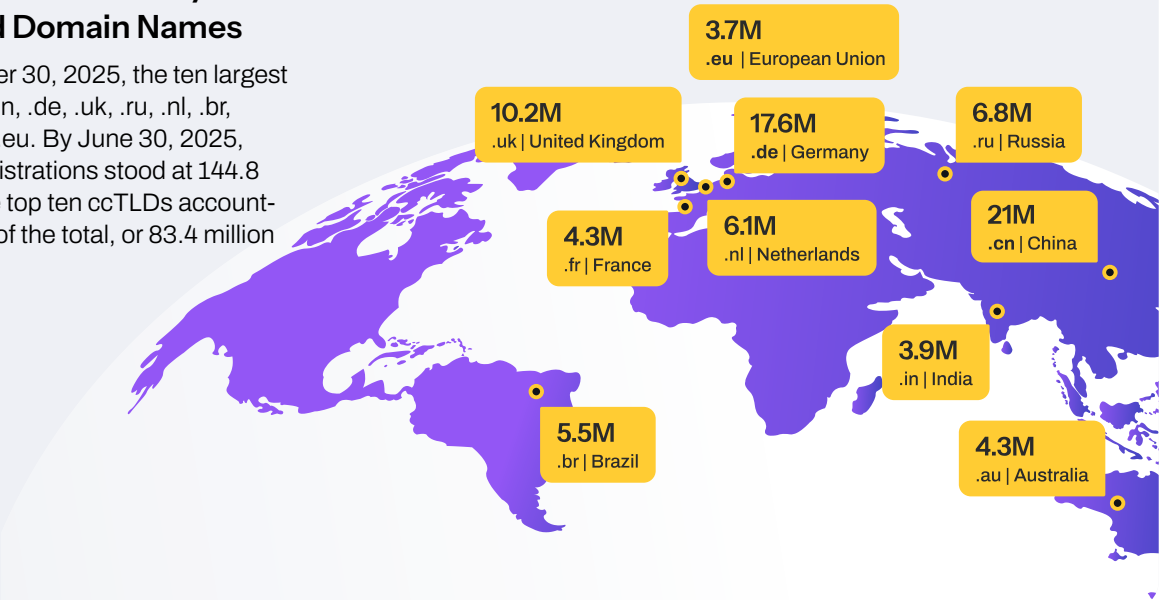 d Domain Names
er 30, 2025, the ten largest
n, .de, .uk, .ru, .nl, .br,
eu. By June 30, 2025,
istrations stood at 144.8
top ten ccTLDs account-
of the total, or 83.4 million
3.7M
.eu | European Union
10.2M
.uk | United Kingdom
17.6M
.de | Germany
6.8M
.ru | Russia
4.3M
.fr | France
6.1M
.nl | Netherlands
21M
.cn | China
3.9M
.in | India
5.5M
.br | Brazil
4.3M
.au | Australia